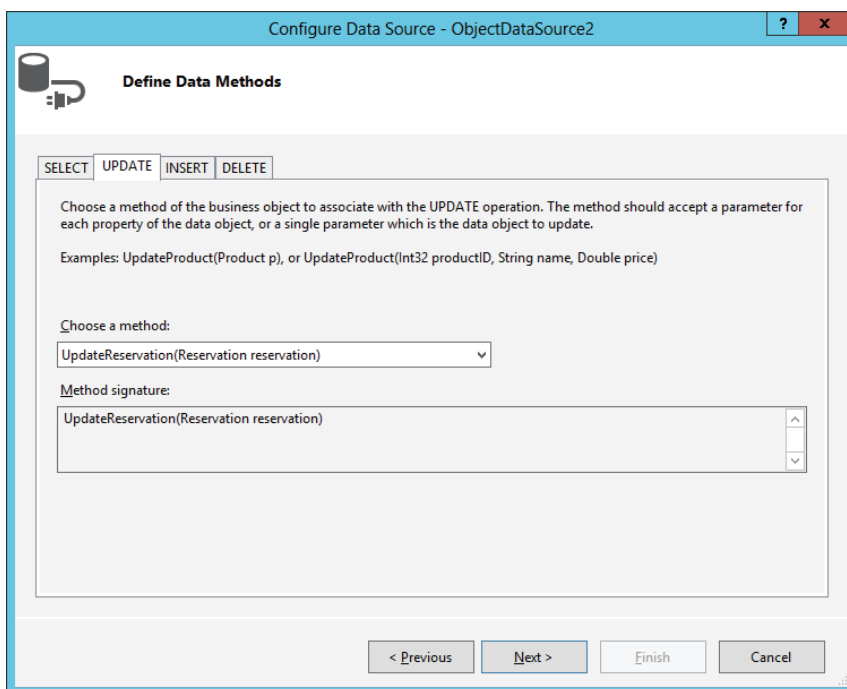 Configure Data Source - ObjectDataSource2
? x
Define Data Methods
SELECT UPDATE INSERT DELETE
Choose a method of the business object to associate with the UPDATE operation. The method should accept a parameter for
each property of the data object, or a single parameter which is the data object to update.
Examples: UpdateProduct(Product p), or UpdateProduct(Int32 productID, String name, Double price)
Choose a method:
UpdateReservation(Reservation reservation)
Method signature:
UpdateReservation(Reservation reservation)
< Previous Next > Finish Cancel